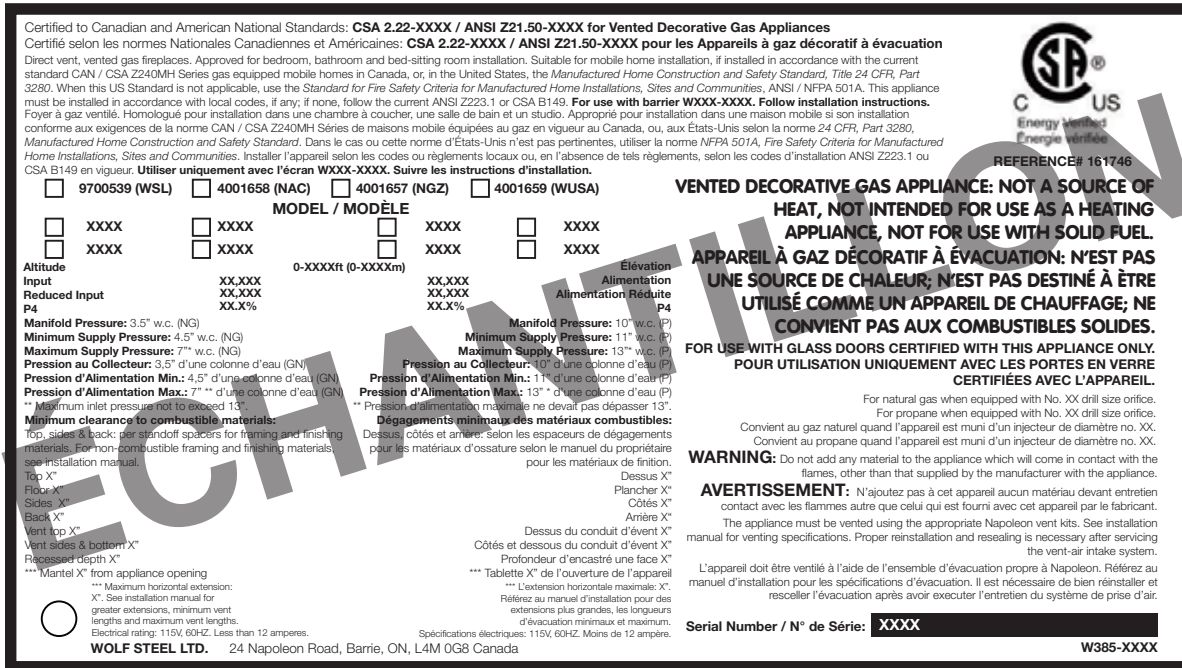 Certified to Canadian and American National Standards: CSA 2.22-XXXX / ANSI Z21.50-XXXX for Vented Decorative Gas Appliances
Certifié selon les normes Nationales Canadiennes et Américaines: CSA 2.22-XXXX / ANSI Z21.50-XXXX pour les Appareils à gaz décoratif à évacuation
Direct vent, vented gas fireplaces. Approved for bedroom, bathroom and bed-sitting room installation. Suitable for mobile home installation, if installed in accordance with the current
standard CAN / CSA Z240MH Series gas equipped mobile homes in Canada, or, in the United States, the Manufactured Home Construction and Safety Standard, Title 24 CFR, Part
3280. When this US Standard is not applicable, use the Standard for Fire Safety Criteria for Manufactured Home Installations, Sites and Communities, ANSI / NFPA 501A. This appliance
must be installed in accordance with local codes, if any; if none, follow the current ANSI Z223.1 or CSA B149. For use with barrier WXXX-XXXX. Follow installation instructions.
Foyer à gaz ventilé. Homologué pour installation dans une chambre à coucher, une salle de bain et un studio. Approprié pour installation dans une maison mobile si son installation
conforme aux exigences de la norme CAN / CSA Z240MH Séries de maisons mobile équipées au gaz en vigueur au Canada, ou, aux États-Unis selon la norme 24 CFR, Part 3280,
Manufactured Home Construction and Safety Standard. Dans le cas ou cette norme d'États-Unis n'est pas pertinentes, utiliser la norme NFPA 501A, Fire Safety Criteria for Manufactured
Home Installations, Sites and Communities. Installer l'appareil selon les codes ou règlements locaux ou, en l'absence de tels règlements, selon les codes d'installation ANSI Z223.1 ou
CSA B149 en vigueur. Utiliser uniquement avec l'écran WXXX-XXXX. Suivre les instructions d'installation.
9700539 (WSL) 4001658 (NAC) 4001657 (NGZ) 4001659 (WUSA)
MODEL / MODÈLE
XXXX XXXX XXXX XXXX
XXXX XXXX XXXX XXXX
Altitude 0-XXXXft (0-XXXXm) Élévation
Input XX,XXX XX,XXX Alimentation
Reduced Input XX,XXX XX,XXX Alimentation Réduite
P4 XX.X% XX.X% P4
Manifold Pressure: 3.5" w.c. (NG) Manifold Pressure: 10" w.c. (P)
Minimum Supply Pressure: 4.5" w.c. (NG) Minimum Supply Pressure: 11" w.c. (P)
Maximum Supply Pressure: 7"* w.c. (NG) Maximum Supply Pressure: 13"* w.c. (P)
Pression au Collecteur: 3,5" d'une colonne d'eau (GN) Pression au Collecteur: 10" d'une colonne d'eau (P)
Pression d'Alimentation Min.: 4,5" d'une colonne d'eau (GN) Pression d'Alimentation Min.: 11" d'une colonne d'eau (P)
Pression d'Alimentation Max.: 7" ** d'une colonne d'eau (GN) Pression d'Alimentation Max.: 13" * d'une colonne d'eau (P)
** Maximum inlet pressure not to exceed 13". ** Pression d'alimentation maximale ne devait pas dépasser 13".
Minimum clearance to combustible materials: Dégagements minimaux des matériaux combustibles:
Top, sides & back: per standoff spacers for framing and finishing Dessus, côtés et arrière: selon les espaceurs de dégagements
materials. For non-combustible framing and finishing materials, pour les matériaux d'ossature selon le manuel du propriétaire
see installation manual. pour les matériaux de finition.
Top X" Dessus X"
Floor X" Plancher X"
Sides X" Côtés X"
Back X" Arrière X"
Vent top X" Dessus du conduit d'évent X"
Vent sides & bottom X" Côtés et dessous du conduit d'évent X"
Recessed depth X" Profondeur d'encastré une face X"
*** Mantel X" from appliance opening *** Tablette X" de l'ouverture de l'appareil
*** Maximum horizontal extension: *** L'extension horizontale maximale: X".
X". See installation manual for Référez au manuel d'installation pour des
greater extensions, minimum vent extensions plus grandes, les longueurs
lengths and maximum vent lengths. d'évacuation minimaux et maximum.
Electrical rating: 115V, 60HZ. Less than 12 amperes. Spécifications électriques: 115V, 60HZ. Moins de 12 ampère.
WOLF STEEL LTD. 24 Napoleon Road, Barrie, ON, L4M 0G8 Canada
SA ®
C US
Energy Verified
Énergie vérifiée
REFERENCE# 161746
VENTED DECORATIVE GAS APPLIANCE: NOT A SOURCE OF
HEAT, NOT INTENDED FOR USE AS A HEATING
APPLIANCE, NOT FOR USE WITH SOLID FUEL.
APPAREIL À GAZ DÉCORATIF À ÉVACUATION: N'EST PAS
UNE SOURCE DE CHALEUR; N'EST PAS DESTINÉ À ÈTRE
UTILISÉ COMME UN APPAREIL DE CHAUFFAGE; NE
CONVIENT PAS AUX COMBUSTIBLES SOLIDES.
FOR USE WITH GLASS DOORS CERTIFIED WITH THIS APPLIANCE ONLY.
POUR UTILISATION UNIQUEMENT AVEC LES PORTES EN VERRE
CERTIFIÉES AVEC L'APPAREIL.
For natural gas when equipped with No. XX drill size orifice.
For propane when equipped with No. XX drill size orifice.
Convient au gaz naturel quand l'appareil est muni d'un injecteur de diamètre no. XX.
Convient au propane quand l'appareil est muni d'un injecteur de diamètre no. XX.
WARNING: Do not add any material to the appliance which will come in contact with the
flames, other than that supplied by the manufacturer with the appliance.
AVERTISSEMENT: N'ajoutez pas à cet appareil aucun matériau devant entretien
contact avec les flammes autre que celui qui est fourni avec cet appareil par le fabricant.
The appliance must be vented using the appropriate Napoleon vent kits. See installation
manual for venting specifications. Proper reinstallation and resealing is necessary after servicing
the vent-air intake system.
L'appareil doit être ventilé à l'aide de l'ensemble d'évacuation propre à Napoleon. Référez au
manuel d'installation pour les spécifications d'évacuation. Il est nécessaire de bien réinstaller et
resceller l'évacuation après avoir executer l'entretien du système de prise d'air.
Serial Number / N° de Série: XXXX
W385-XXXX
ÉCHANTILLON